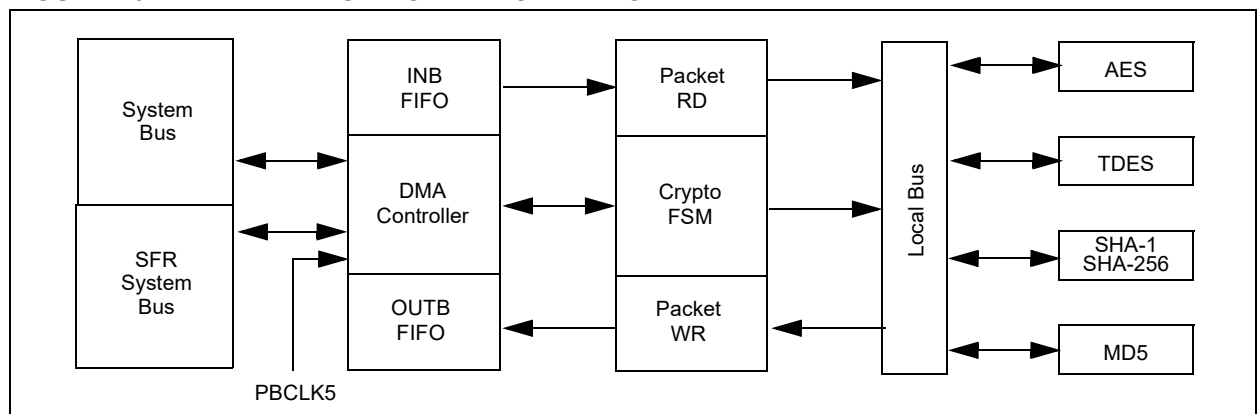 System
Bus
SFR
System
Bus
PBCLK5
INB
FIFO
DMA
Controller
OUTB
FIFO
Packet
RD
Crypto
FSM
Packet
WR
Local Bus
AES
TDES
SHA-1
SHA-256
MD5